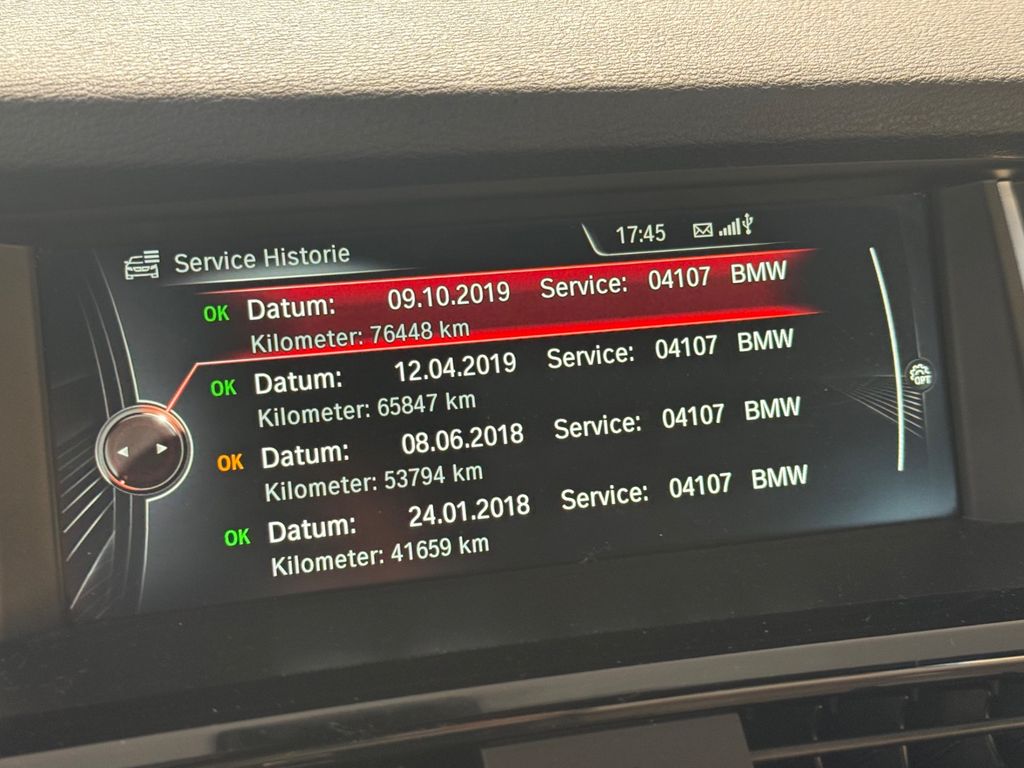 Service Historie
17:45
OK Datum: 09.10.2019 Service: 04107 BMW
Kilometer: 76448 km
OK Datum: 12.04.2019 Service: 04107 BMW
Kilometer: 65847 km
OK Datum: 08.06.2018 Service: 04107 BMW
Kilometer: 53794 km
OK Datum: 24.01.2018 Service: 04107 BMW
Kilometer: 41659 km
OPT